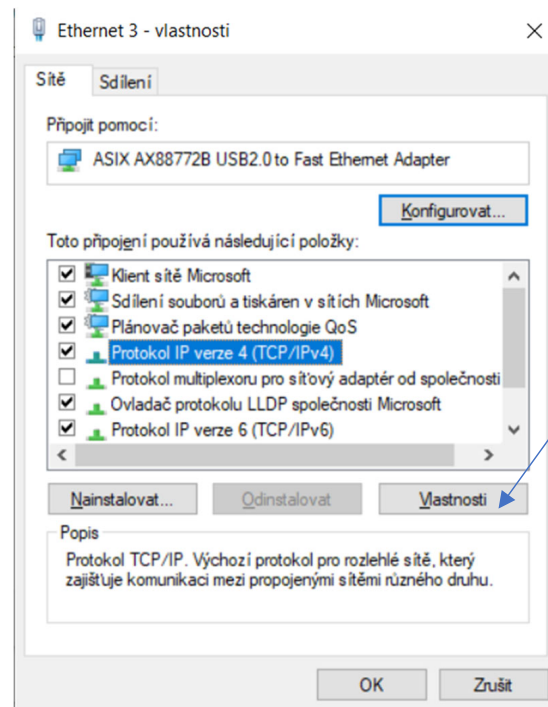 Ethernet 3 - vlastnosti
Sítě Sdílení
Připojit pomocí:
ASIX AX88772B USB2.0 to Fast Ethernet Adapter
Konfigurovat...
Toto připojení používá následující položky:
Klient sítě Microsoft
Sdílení souborů a tiskáren v sítích Microsoft
Plánovač paketů technologie QoS
Protokol IP verze 4 (TCP/IPv4)
Protokol multiplexoru pro síťový adaptér od společnosti
Ovladač protokolu LLDP společnosti Microsoft
Protokol IP verze 6 (TCP/IPv6)
Nainstalovat... Odinstalovat Vlastnosti
Popis
Protokol TCP/IP. Výchozí protokol pro rozlehlé sítě, který
zajišťuje komunikaci mezi propojenými sítěmi různého druhu.
OK Zrušit